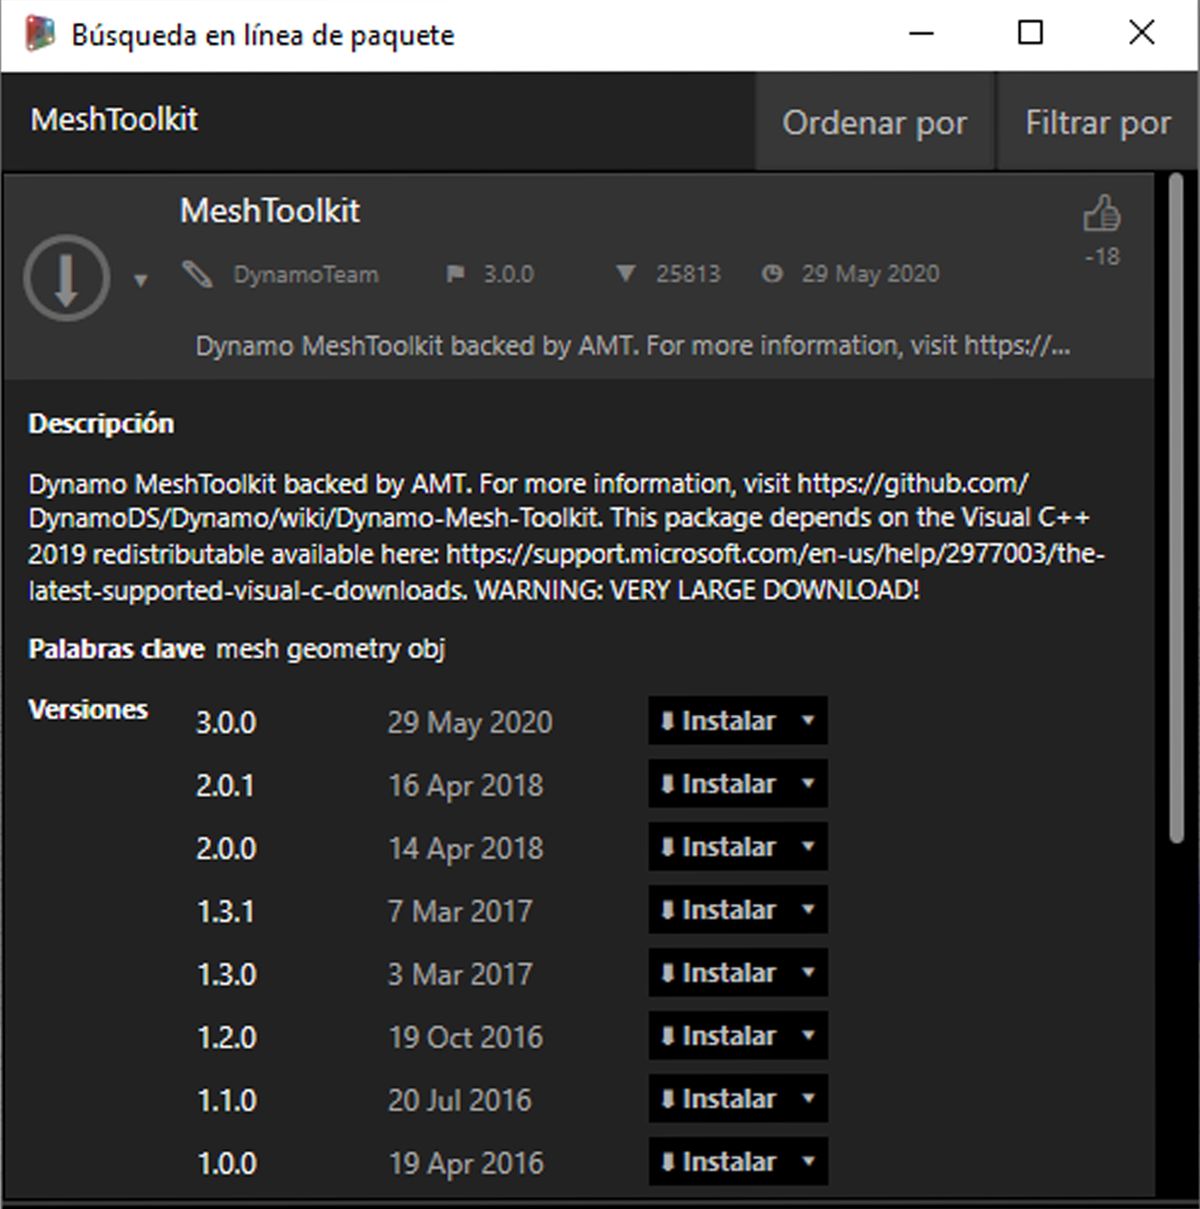 Búsqueda en línea de paquete
MeshToolkit
Ordenar por
Filtrar por
MeshToolkit
DynamoTeam 3.0.0 25813 29 May 2020
-18
Dynamo MeshToolkit backed by AMT. For more information, visit https://...
Descripción
Dynamo MeshToolkit backed by AMT. For more information, visit https://github.com/
DynamoDS/Dynamo/wiki/Dynamo-Mesh-Toolkit. This package depends on the Visual C++
2019 redistributable available here: https://support.microsoft.com/en-us/help/2977003/the-
latest-supported-visual-c-downloads. WARNING: VERY LARGE DOWNLOAD!
Palabras clave mesh geometry obj
Versiones
3.0.0 29 May 2020 Instalar
2.0.1 16 Apr 2018 Instalar
2.0.0 14 Apr 2018 Instalar
1.3.1 7 Mar 2017 Instalar
1.3.0 3 Mar 2017 Instalar
1.2.0 19 Oct 2016 Instalar
1.1.0 20 Jul 2016 Instalar
1.0.0 19 Apr 2016 Instalar